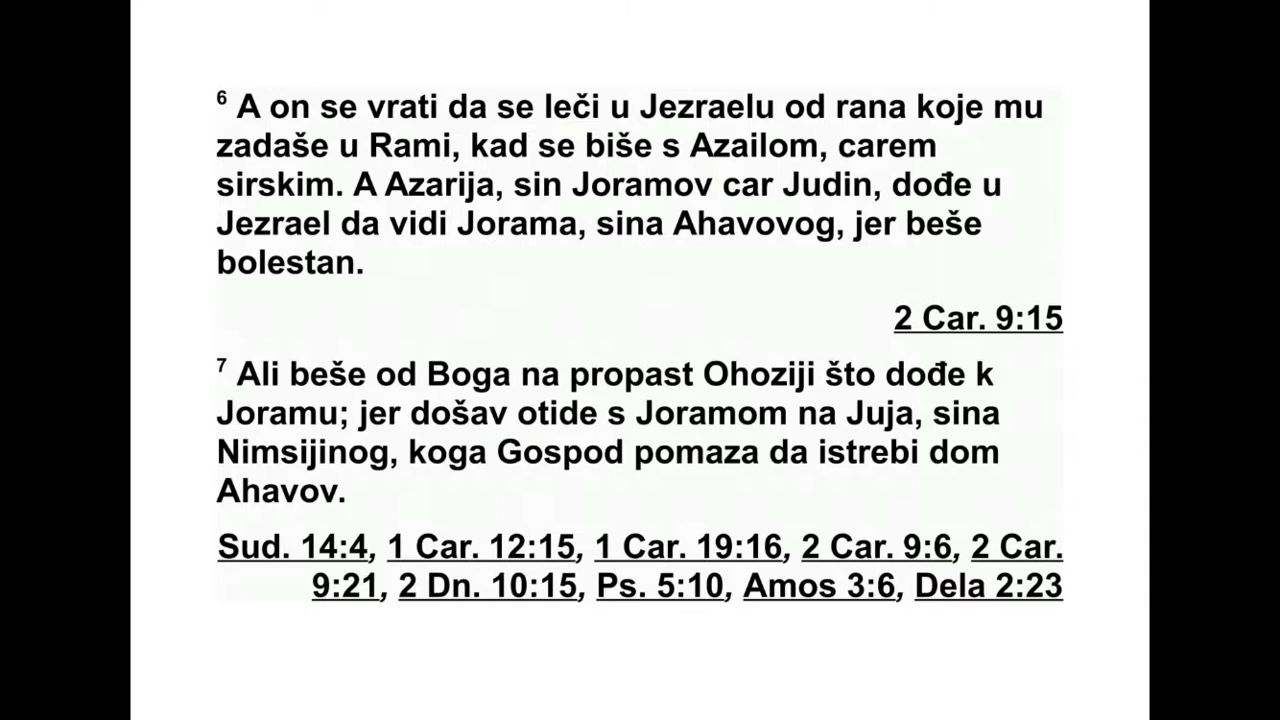 6 A on se vrati da se leči u Jezraelu od rana koje mu
zadaše u Rami, kad se biše s Azailom, carem
sirskim. A Azarija, sin Joramov car Judin, dođe u
Jezrael da vidi Jorama, sina Ahavovog, jer beše
bolestan.
2 Car. 9:15
7 Ali beše od Boga na propast Ohoziji što dođe k
Joramu; jer došav otide s Joramom na Juja, sina
Nimsijinog, koga Gospod pomaza da istrebi dom
Ahavov.
Sud. 14:4, 1 Car. 12:15, 1 Car. 19:16, 2 Car. 9:6, 2 Car.
9:21, 2 Dn. 10:15, Ps. 5:10, Amos 3:6, Dela 2:23